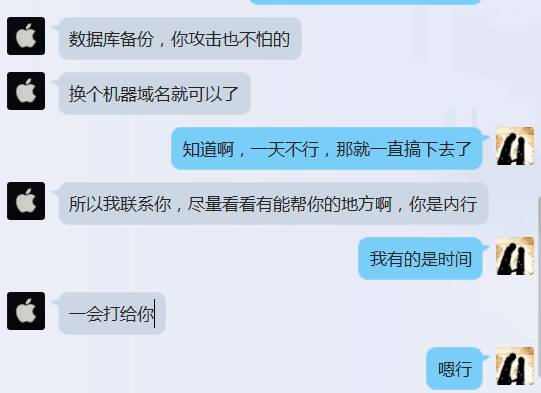 数据库备份，你攻击也不怕的
换个机器域名就可以了
知道啊，一天不行，那就一直搞下去了
所以我联系你，尽量看看有能帮你的地方啊，你是内行
我有的是时间
一会打给你
嗯行